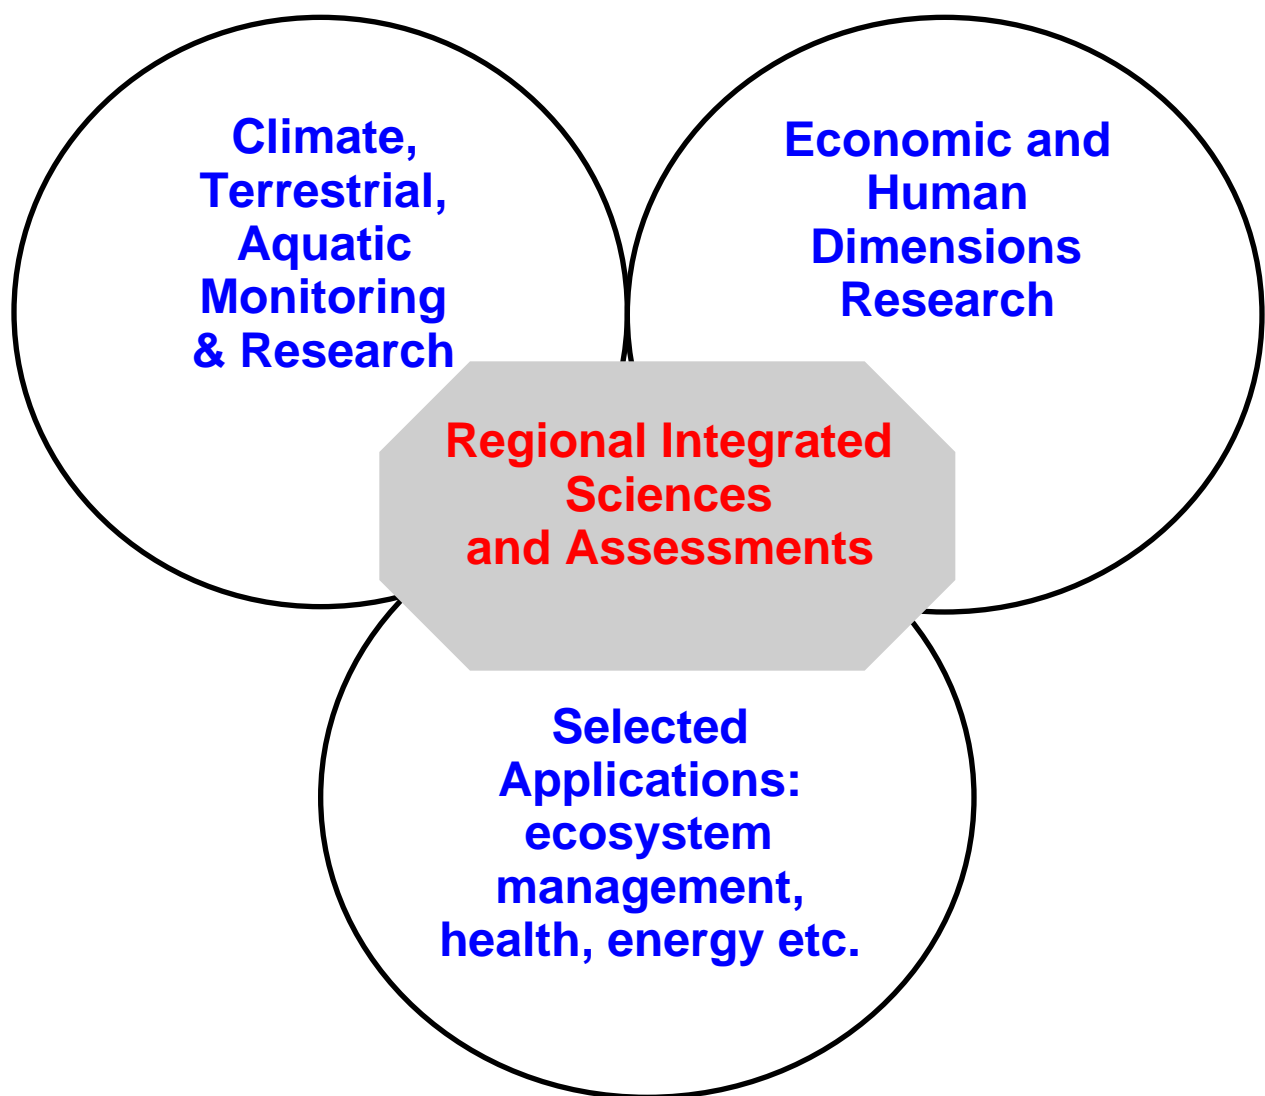 Climate,
Terrestrial,
Aquatic
Monitoring
& Research
Economic and
Human
Dimensions
Research
Regional Integrated
Sciences
and Assessments
Selected
Applications:
ecosystem
management,
health, energy etc.